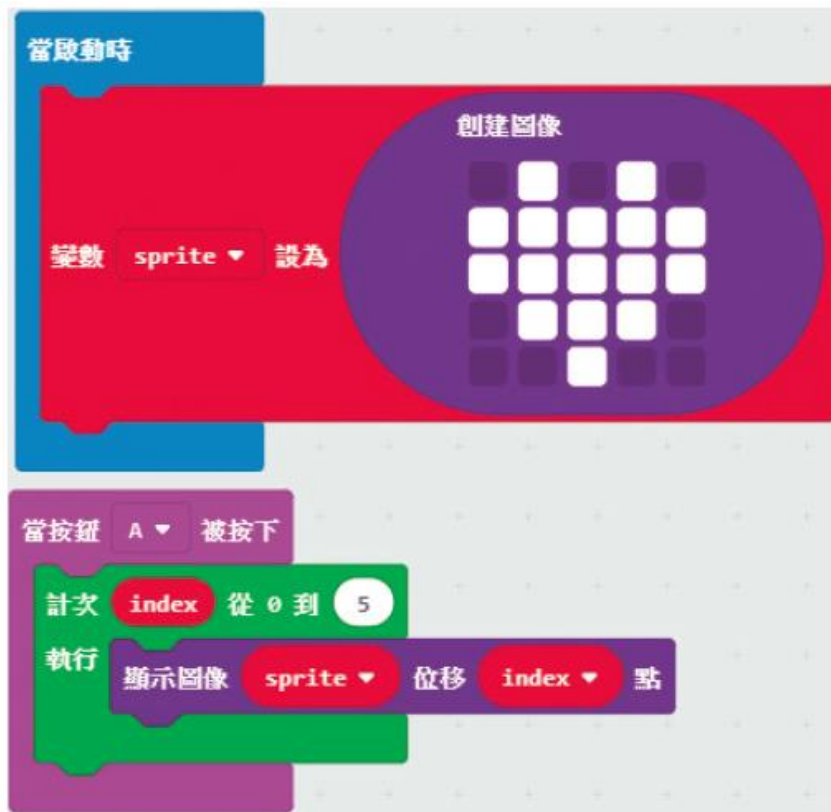 當啟動時
創建圖像
變數 sprite 設為
當按鈕 A 被按下
計次 index 從 0 到 5
執行
顯示圖像 sprite 位移 index 點